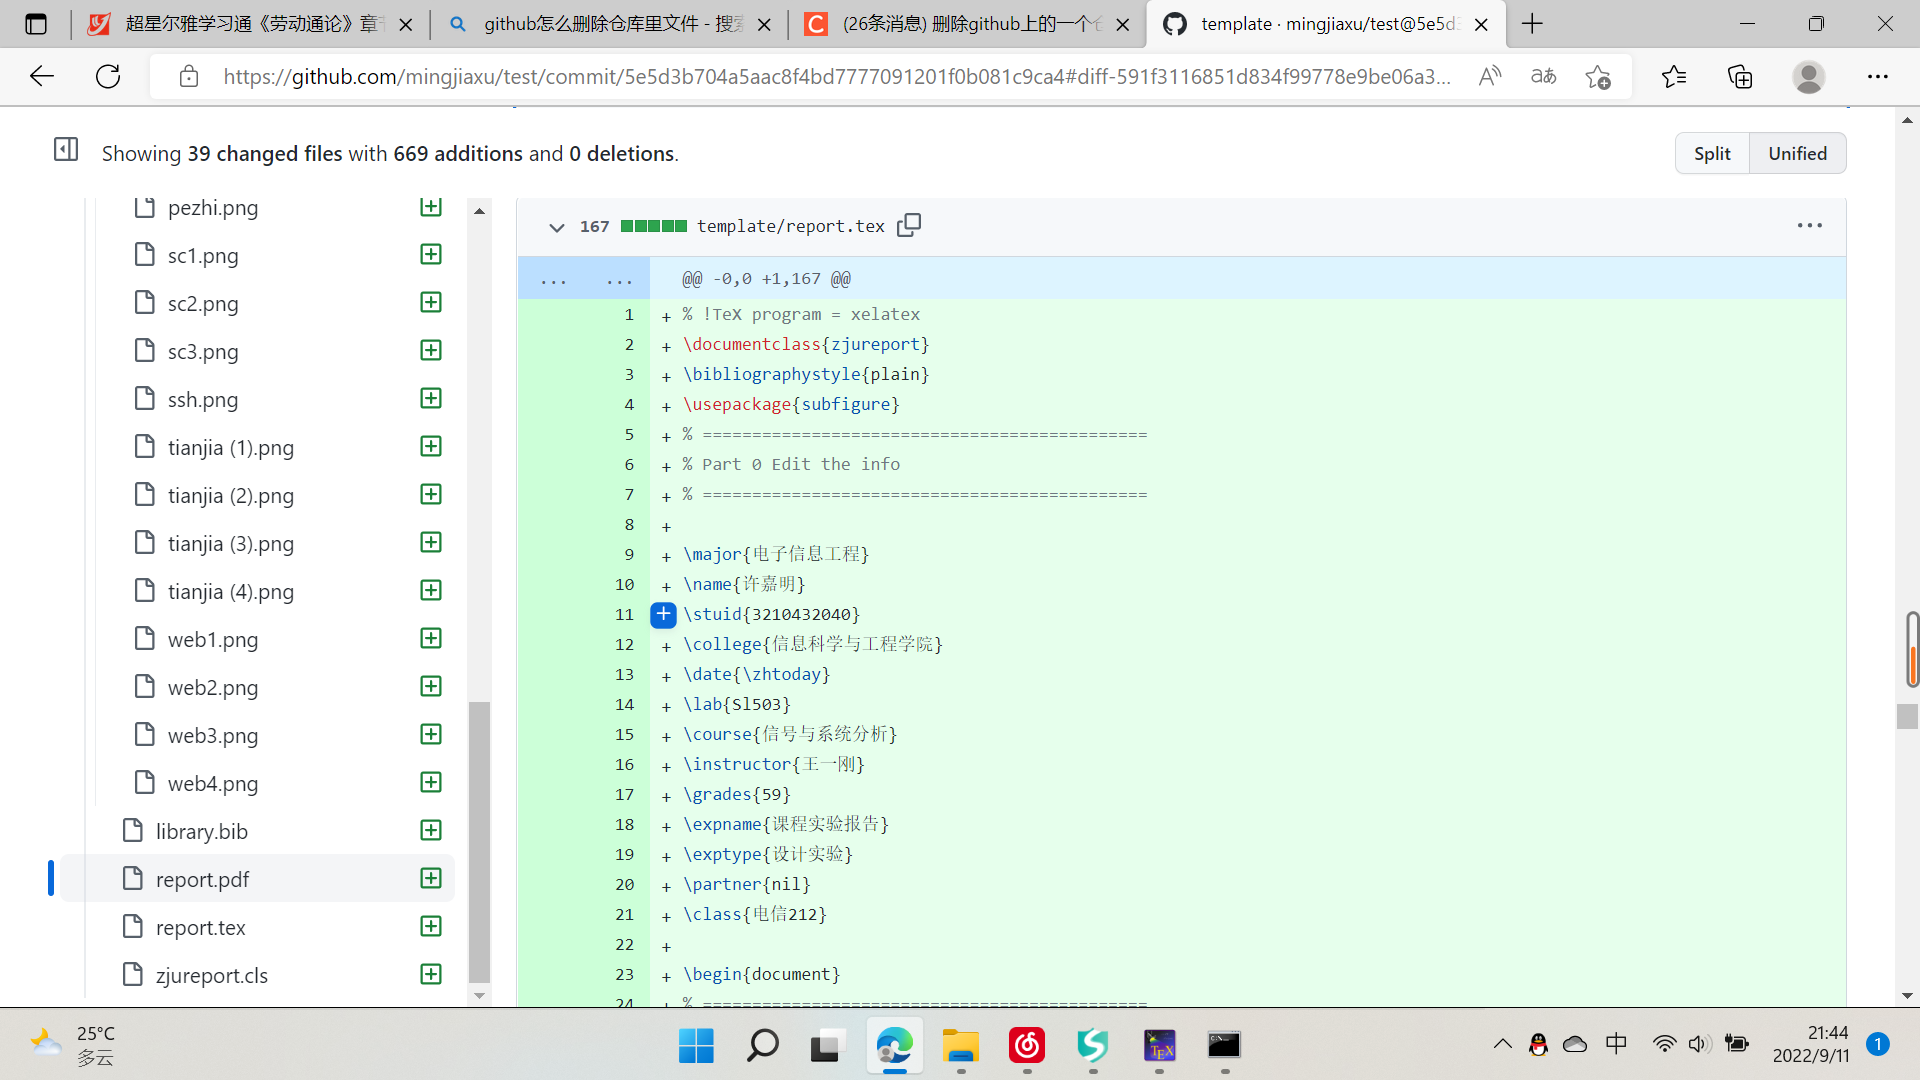 超星尔雅学习通《劳动通论》章节
github怎么删除仓库里文件 - 搜索
(26条消息) 删除github上的一个仓
template · mingjiaxu/test@5e5d3
https://github.com/mingjiaxu/test/commit/5e5d3b704a5aac8f4bd7777091201f0b081c9ca4#diff-591f3116851d834f99778e9be06a3...
Showing 39 changed files with 669 additions and 0 deletions.
Split
Unified
pezhi.png
sc1.png
sc2.png
sc3.png
ssh.png
tianjia (1).png
tianjia (2).png
tianjia (3).png
tianjia (4).png
web1.png
web2.png
web3.png
web4.png
library.bib
report.pdf
report.tex
zjureport.cls
167 template/report.tex
... ... @@ -0,0 +1,167 @@
1 + % !TeX program = xelatex
2 + \documentclass{zjureport}
3 + \bibliographystyle{plain}
4 + \usepackage{subfigure}
5 + % =============================================
6 + % Part 0 Edit the info
7 + % =============================================
8 +
9 + \major{电子信息工程}
10 + \name{许嘉明}
11 + \stuid{3210432040}
12 + \college{信息科学与工程学院}
13 + \date{\zhtoday}
14 + \lab{Sl503}
15 + \course{信号与系统分析}
16 + \instructor{王一刚}
17 + \grades{59}
18 + \expname{课程实验报告}
19 + \exptype{设计实验}
20 + \partner{nil}
21 + \class{电信212}
22 +
23 + \begin{document}
24 + % =============================================
25°C
多云
中
21:44
2022/9/11
1